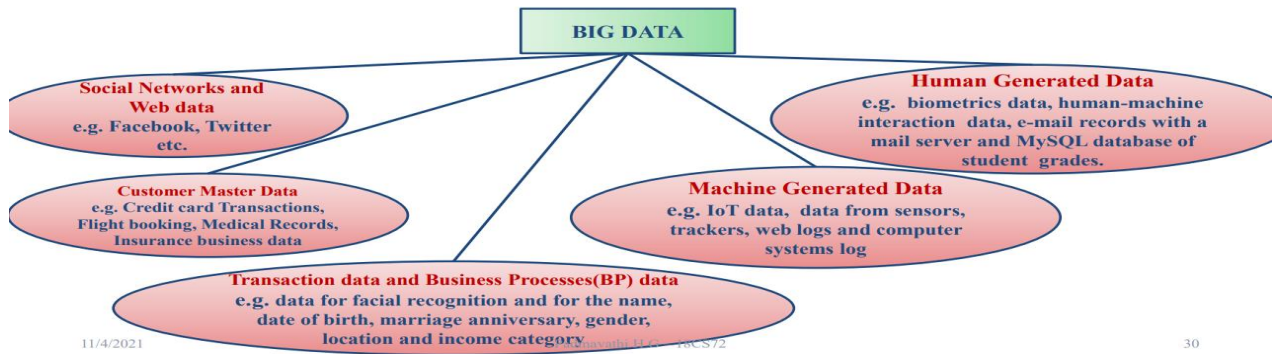 BIG DATA
Social Networks and
Web data
e.g. Facebook, Twitter
etc.
Human Generated Data
e.g. biometrics data, human-machine
interaction data, e-mail records with a
mail server and MySQL database of
student grades.
Customer Master Data
e.g. Credit card Transactions,
Flight booking, Medical Records,
Insurance business data
Machine Generated Data
e.g. IoT data, data from sensors,
trackers, web logs and computer
systems log
Transaction data and Business Processes(BP) data
e.g. data for facial recognition and for the name,
date of birth, marriage anniversary, gender,
location and income category
11/4/2021
Padmavathi H G - 18CS72
30